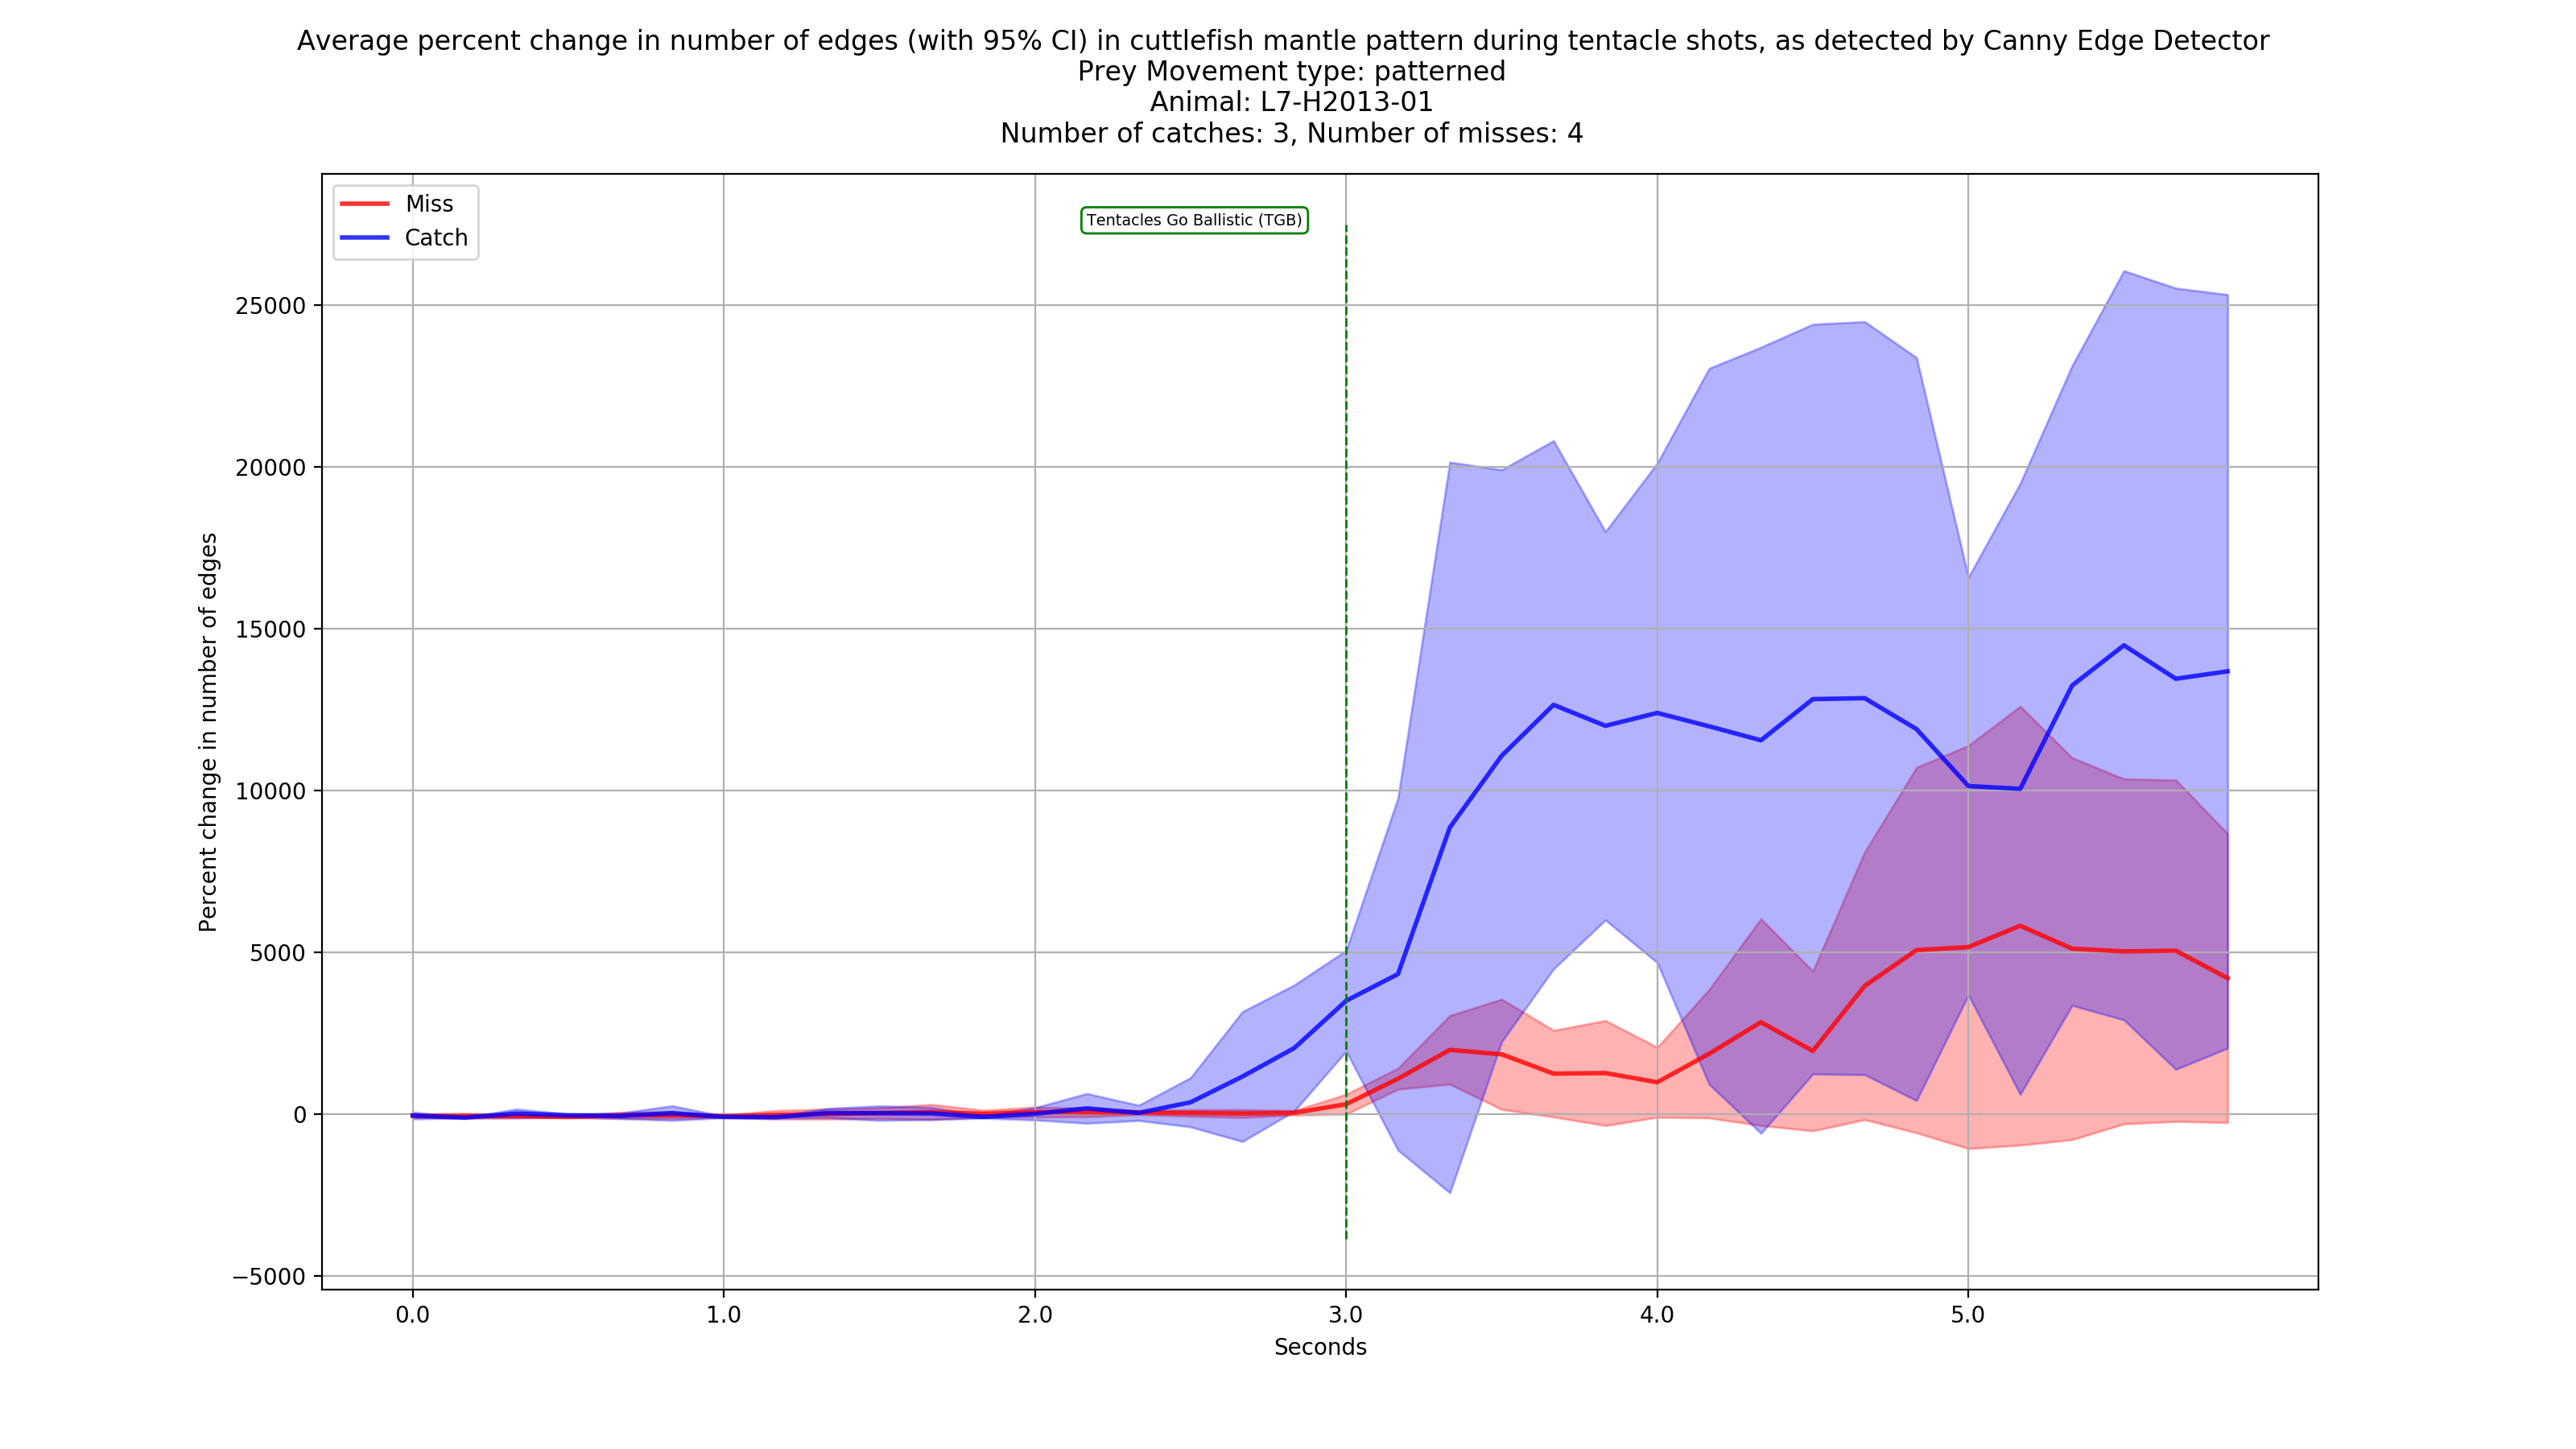 Average percent change in number of edges (with 95% CI) in cuttlefish mantle pattern during tentacle shots, as detected by Canny Edge Detector
Prey Movement type: patterned
Animal: L7-H2013-01
Number of catches: 3, Number of misses: 4
Miss
Catch
Tentacles Go Ballistic (TGB)
25000
20000
15000
10000
5000
0
−5000
Percent change in number of edges
0.0
1.0
2.0
3.0
4.0
5.0
Seconds